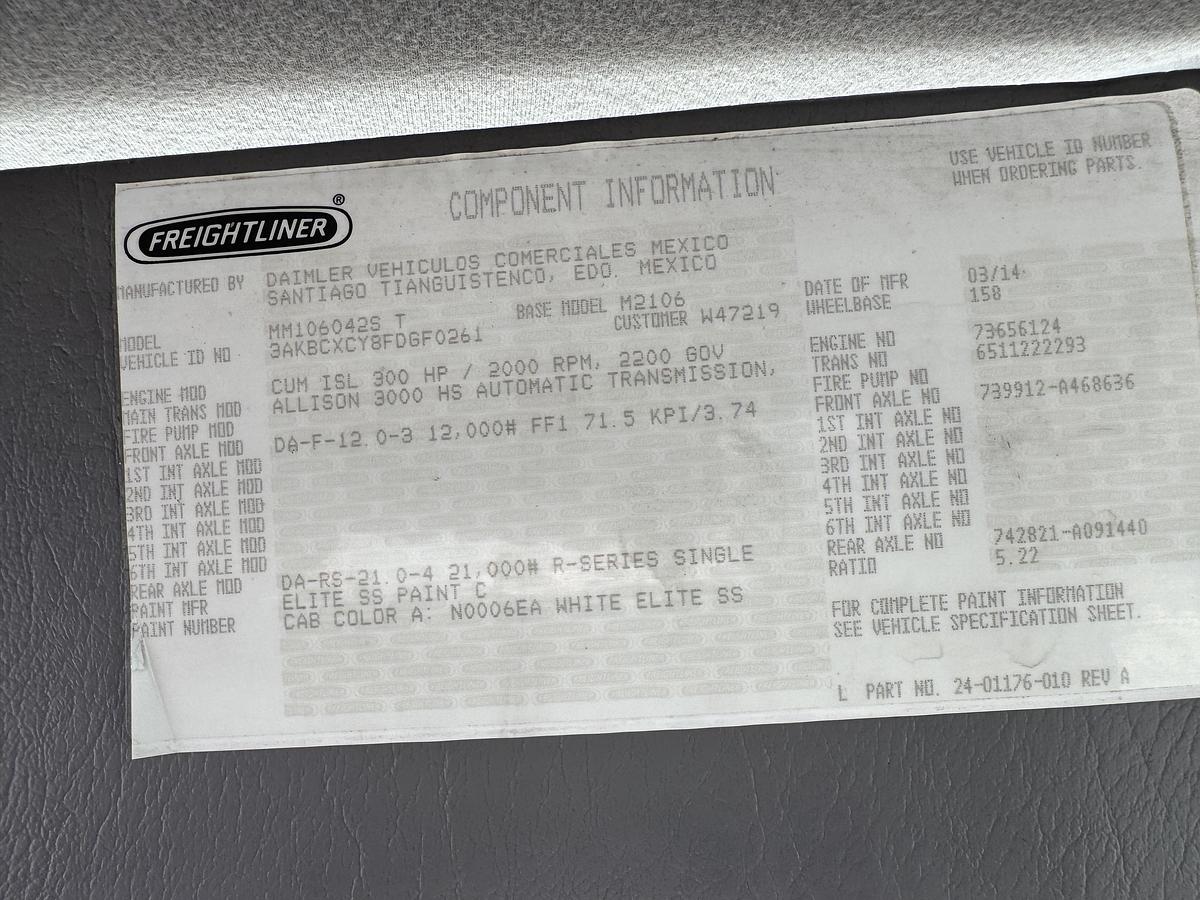 FREIGHTLINER®
COMPONENT INFORMATION
USE VEHICLE ID NUMBER
WHEN ORDERING PARTS.
MANUFACTURED BY DAIMLER VEHICULOS COMERCIALES MEXICO
SANTIAGO TIANGUISTENCO, EDO. MEXICO
DATE OF MFR 03/14
WHEELBASE 158
MODEL MM106042S T BASE MODEL M2106
VEHICLE ID NO 3AKBCXCY8FDGF0261 CUSTOMER W47219
ENGINE NO 73656124
TRANS NO 6511222293
ENGINE MOD CUM ISL 300 HP / 2000 RPM, 2200 GOV
MAIN TRANS MOD ALLISON 3000 HS AUTOMATIC TRANSMISSION,
FIRE PUMP NO
FIRE PUMP MOD
FRONT AXLE NO 739912-A468636
FRONT AXLE MOD DA-F-12.0-3 12,000# FF1 71.5 KPI/3.74
1ST INT AXLE NO
1ST INT AXLE MOD
2ND INT AXLE NO
2ND INT AXLE MOD
3RD INT AXLE NO
3RD INT AXLE MOD
4TH INT AXLE NO
4TH INT AXLE MOD
5TH INT AXLE NO
5TH INT AXLE MOD
6TH INT AXLE NO
6TH INT AXLE MOD
REAR AXLE NO 742821-A091440
REAR AXLE MOD DA-RS-21.0-4 21,000# R-SERIES SINGLE
RATIO 5.22
PAINT MFR ELITE SS PAINT C
PAINT NUMBER CAB COLOR A: N0006EA WHITE ELITE SS
FOR COMPLETE PAINT INFORMATION
SEE VEHICLE SPECIFICATION SHEET.
L PART NO. 24-01176-010 REV A